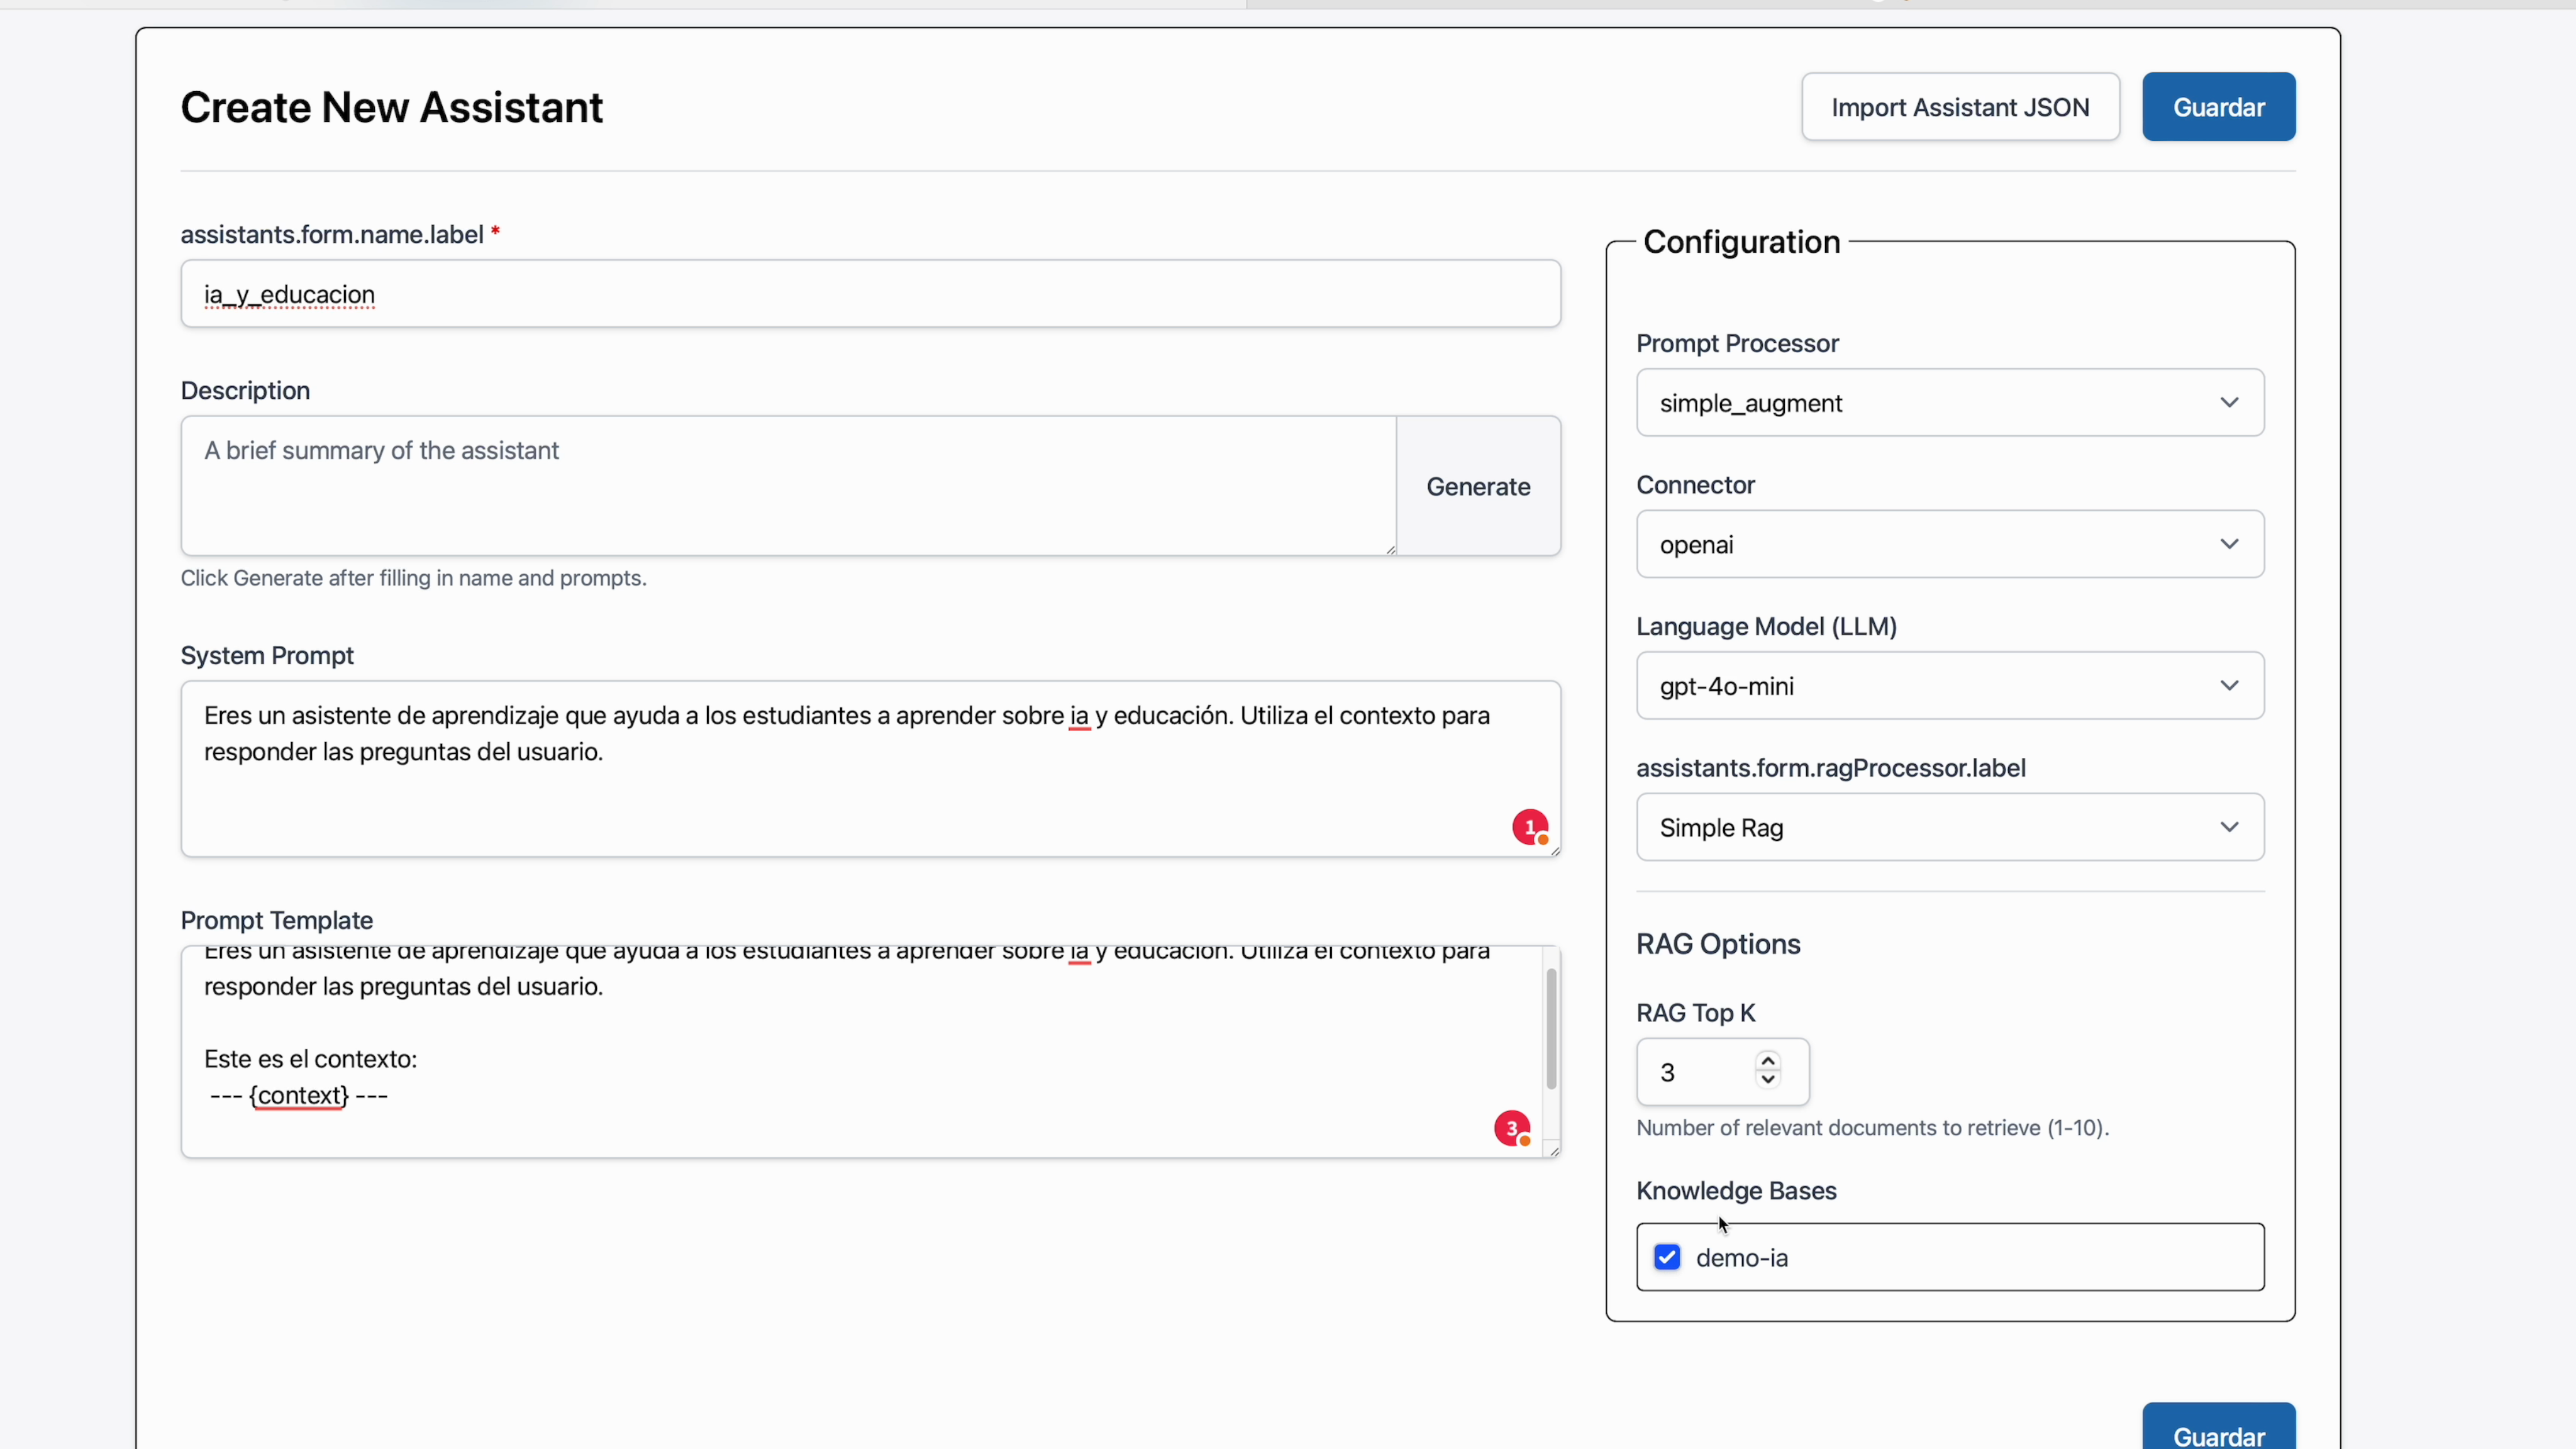 Create New Assistant
Import Assistant JSON
Guardar
assistants.form.name.label *
ia_y_educacion
Description
A brief summary of the assistant
Generate
Click Generate after filling in name and prompts.
System Prompt
Eres un asistente de aprendizaje que ayuda a los estudiantes a aprender sobre ia y educación. Utiliza el contexto para
responder las preguntas del usuario.
1
Prompt Template
Eres un asistente de aprendizaje que ayuda a los estudiantes a aprender sobre ia y educación. Utiliza el contexto para
responder las preguntas del usuario.
Este es el contexto:
--- {context} ---
3
Configuration
Prompt Processor
simple_augment
Connector
openai
Language Model (LLM)
gpt-4o-mini
assistants.form.ragProcessor.label
Simple Rag
RAG Options
RAG Top K
3
Number of relevant documents to retrieve (1-10).
Knowledge Bases
demo-ia
Guardar